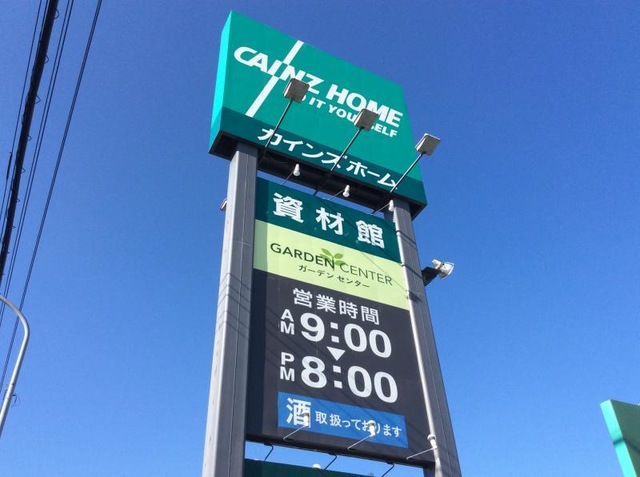 CAINZ HOME
DO IT YOURSELF
カインズホーム
資材館
GARDEN CENTER
ガーデン センター
営業時間
AM 9:00
▼
PM 8:00
酒 取扱っております